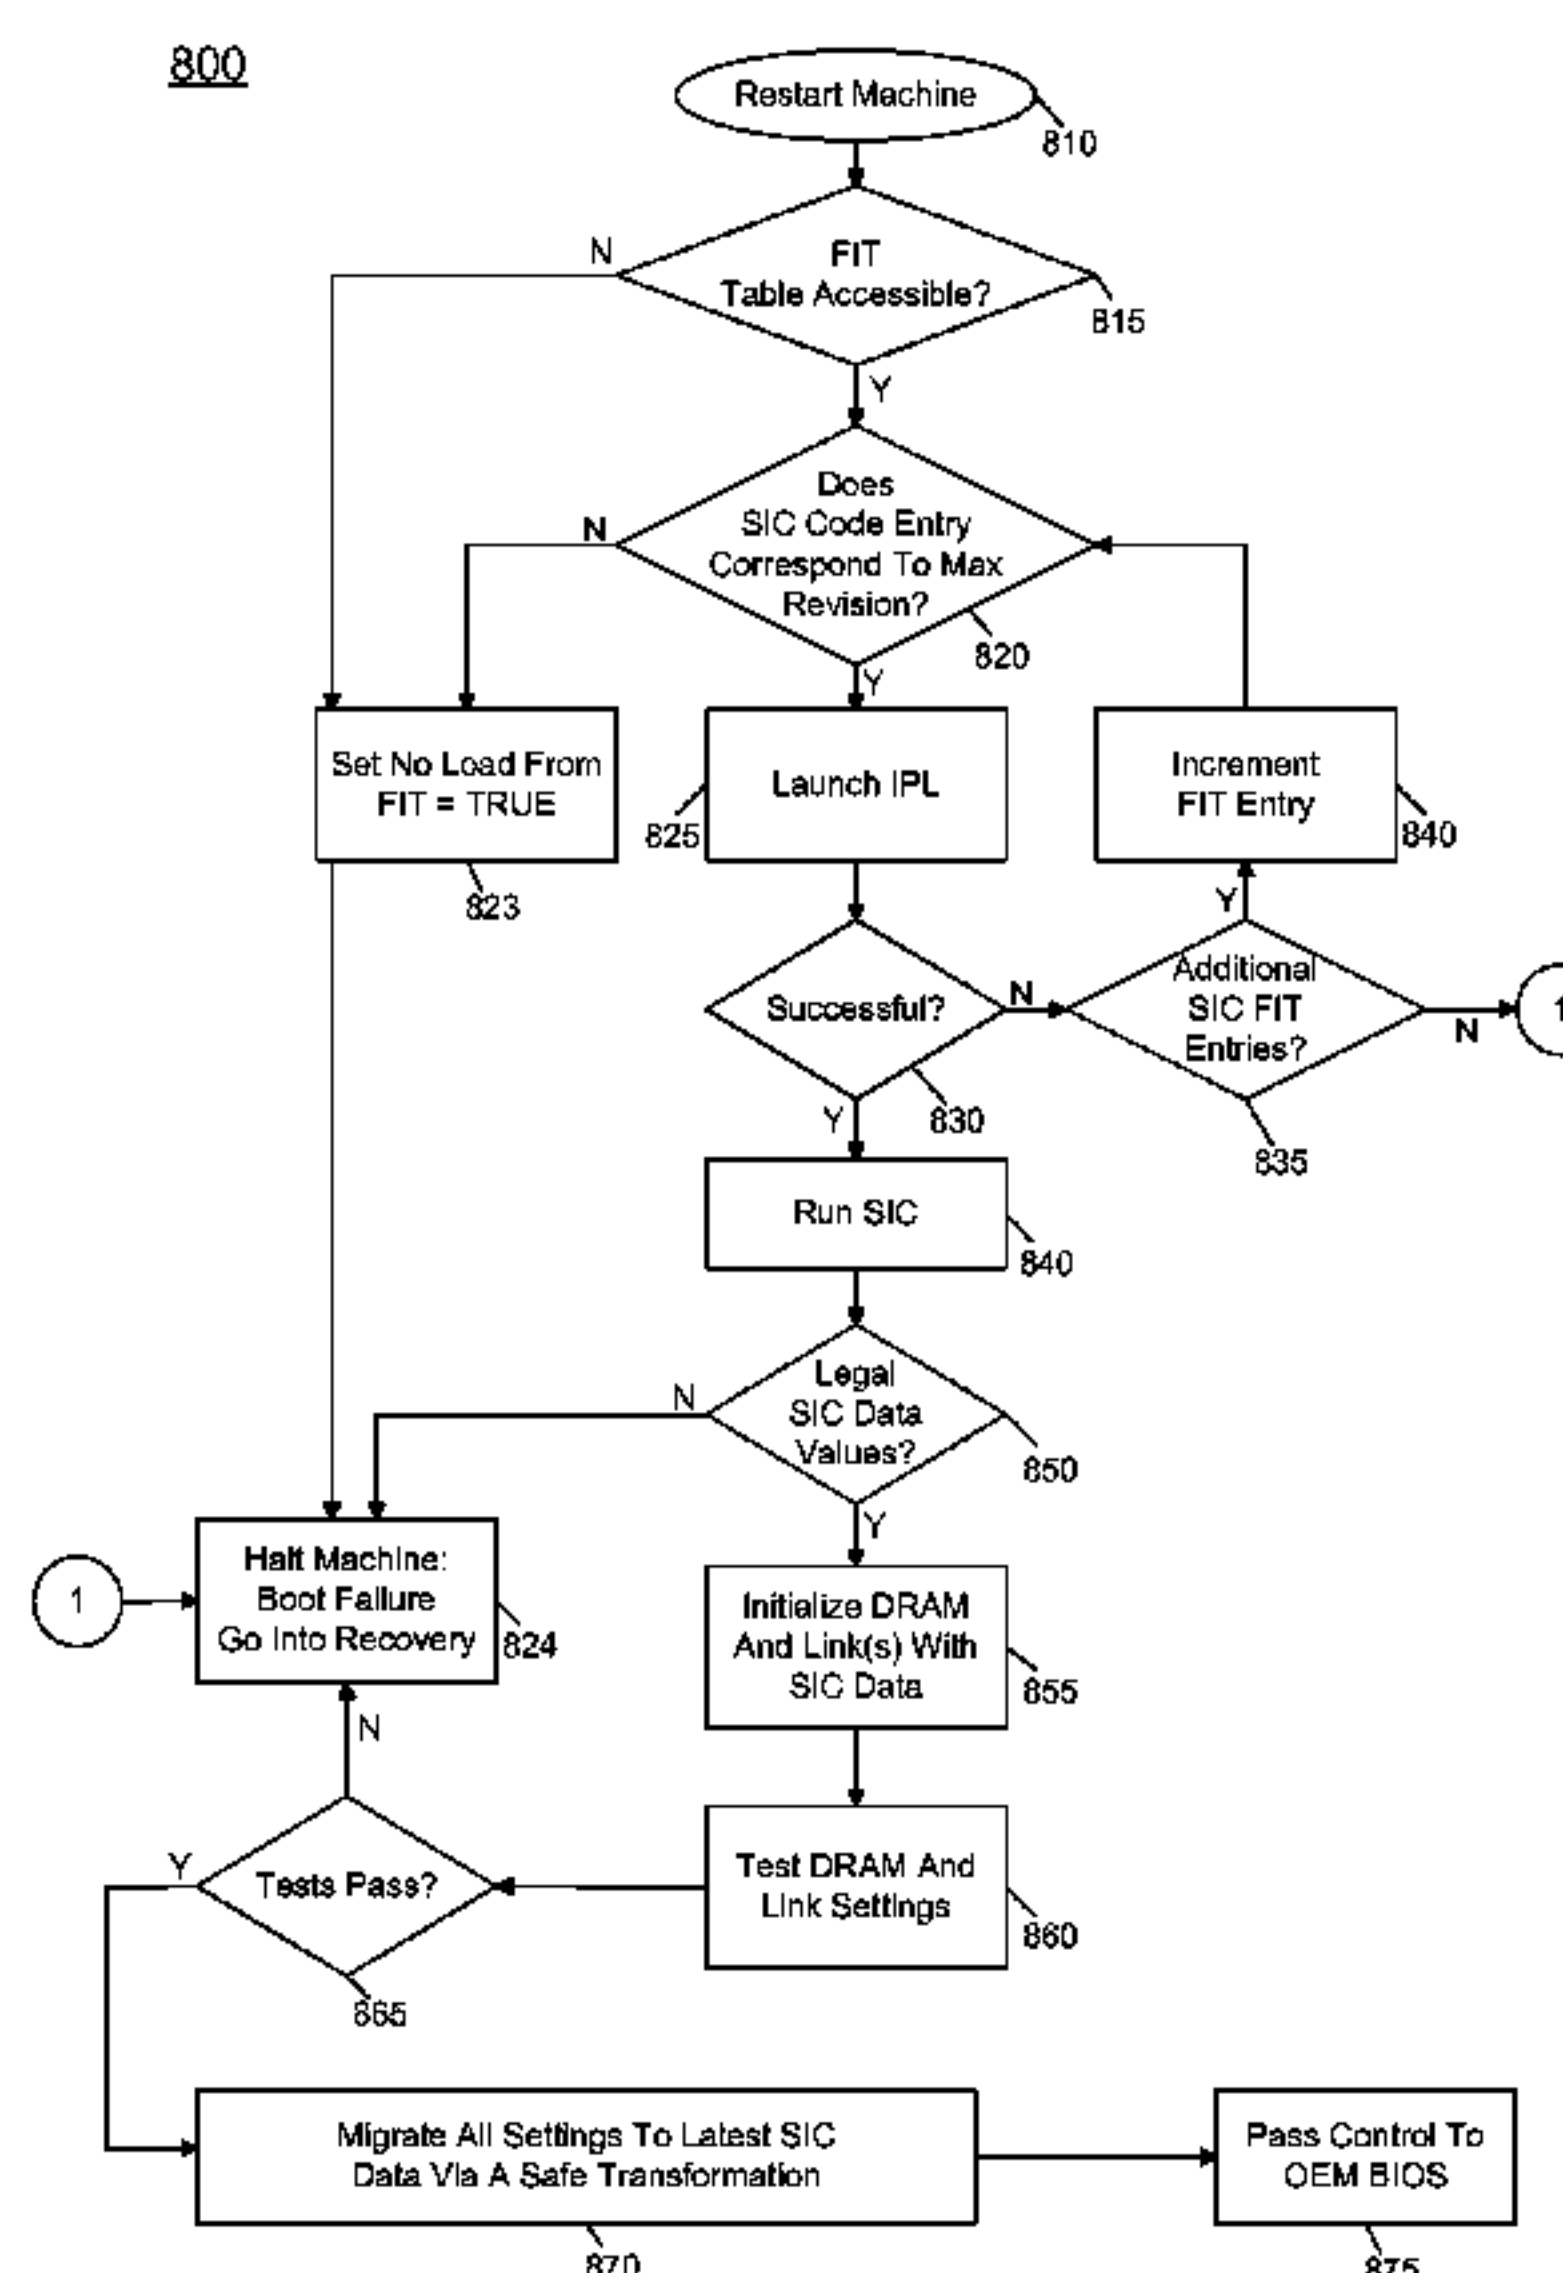 800
Restart Machine
810
N
FIT
Table Accessible?
815
Y
Does
SIC Code Entry
Correspond To Max
Revision?
N
820
Y
Set No Load From
FIT = TRUE
823
Launch IPL
825
Increment
FIT Entry
840
Y
Successful?
N
830
Y
Additional
SIC FIT
Entries?
N
1
835
Run SIC
840
Legal
SIC Data
Values?
N
850
Y
1
Halt Machine:
Boot Failure
Go Into Recovery
824
Initialize DRAM
And Link(s) With
SIC Data
855
N
Y
Tests Pass?
865
Test DRAM And
Link Settings
860
Migrate All Settings To Latest SIC
Data Via A Safe Transformation
870
Pass Control To
OEM BIOS
875